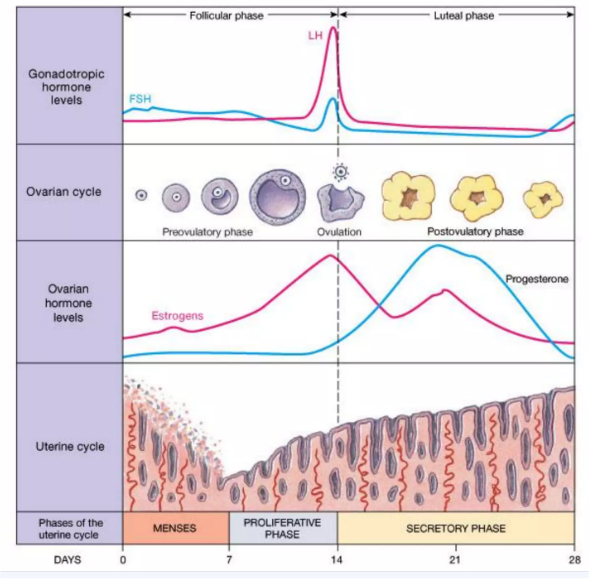 Follicular phase
Luteal phase
Gonadotropic
hormone
levels
LH
FSH
Ovarian cycle
Preovulatory phase
Ovulation
Postovulatory phase
Ovarian
hormone
levels
Estrogens
Progesterone
Uterine cycle
Phases of the
uterine cycle
MENSES
PROLIFERATIVE
PHASE
SECRETORY PHASE
DAYS
0
7
14
21
28